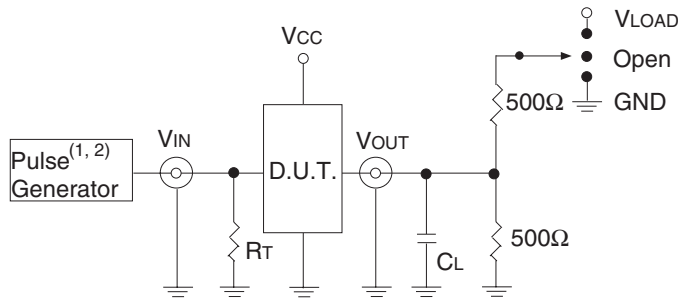 VLOAD
VCC
Open
500Ω
GND
VIN
VOUT
Pulse(1, 2)
Generator
D.U.T.
RT
CL
500Ω